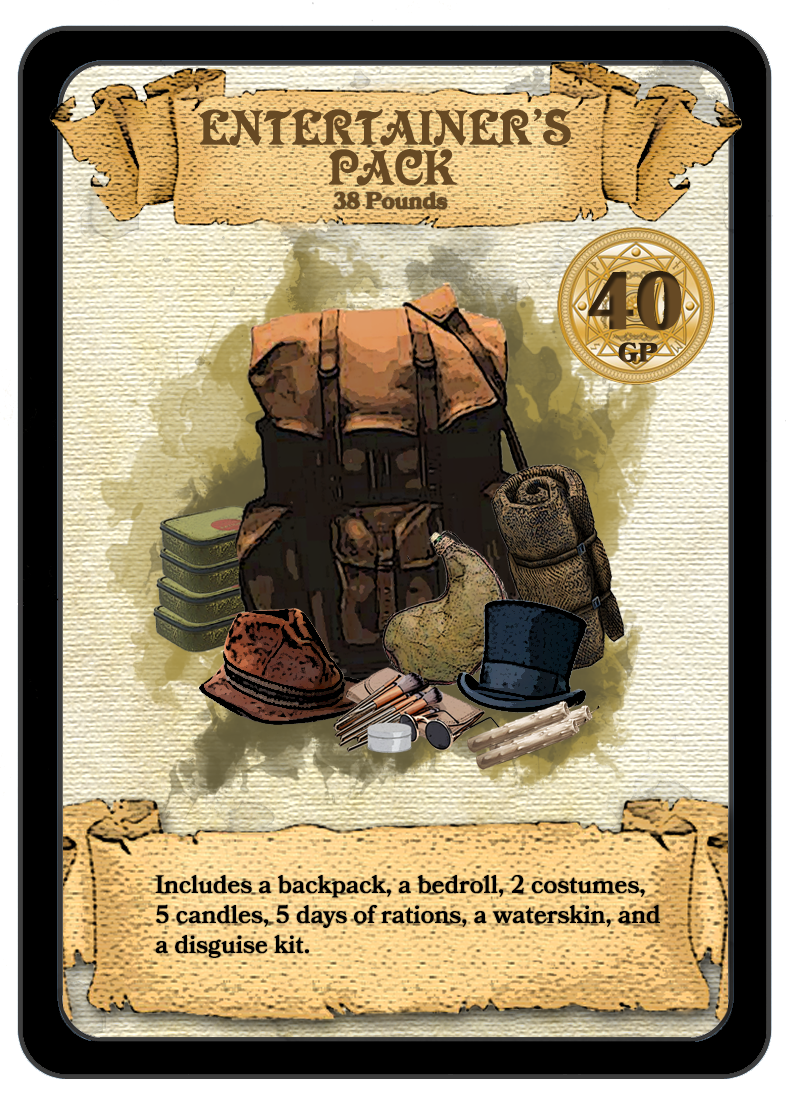 ENTERTAINER'S
PACK
38 Pounds
40
GP
Includes a backpack, a bedroll, 2 costumes,
5 candles, 5 days of rations, a waterskin, and
a disguise kit.